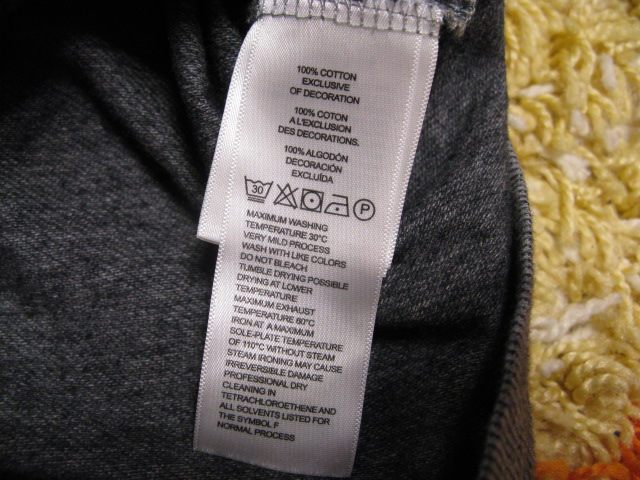 100% COTTON
EXCLUSIVE
OF DECORATION
100% COTON
A L'EXCLUSION
DES DECORATIONS.
100% ALGODÓN
DECORACIÓN
EXCLUÍDA
30 P
MAXIMUM WASHING
TEMPERATURE 30°C
VERY MILD PROCESS
WASH WITH LIKE COLORS
DO NOT BLEACH
TUMBLE DRYING POSSIBLE
DRYING AT LOWER
TEMPERATURE
MAXIMUM EXHAUST
TEMPERATURE 60°C
IRON AT A MAXIMUM
SOLE-PLATE TEMPERATURE
OF 110°C WITHOUT STEAM
STEAM IRONING MAY CAUSE
IRREVERSIBLE DAMAGE
PROFESSIONAL DRY
CLEANING IN
TETRACHLOROETHENE AND
ALL SOLVENTS LISTED FOR
THE SYMBOL F
NORMAL PROCESS